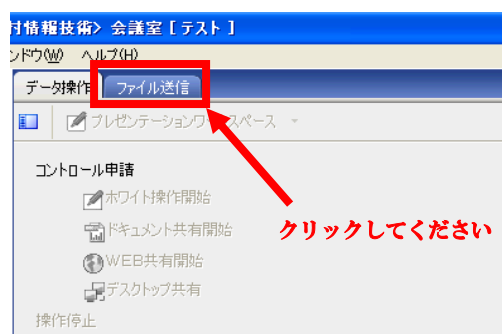 村情報技術> 会議室 [ テスト ]
ンドウ(W) ヘルプ(H)
データ操作 ファイル送信
プレゼンテーションワー スペース
コントロール申請
ホワイト操作開始
ドキュメント共有開始
クリックしてください
WEB共有開始
デスクトップ共有
操作停止